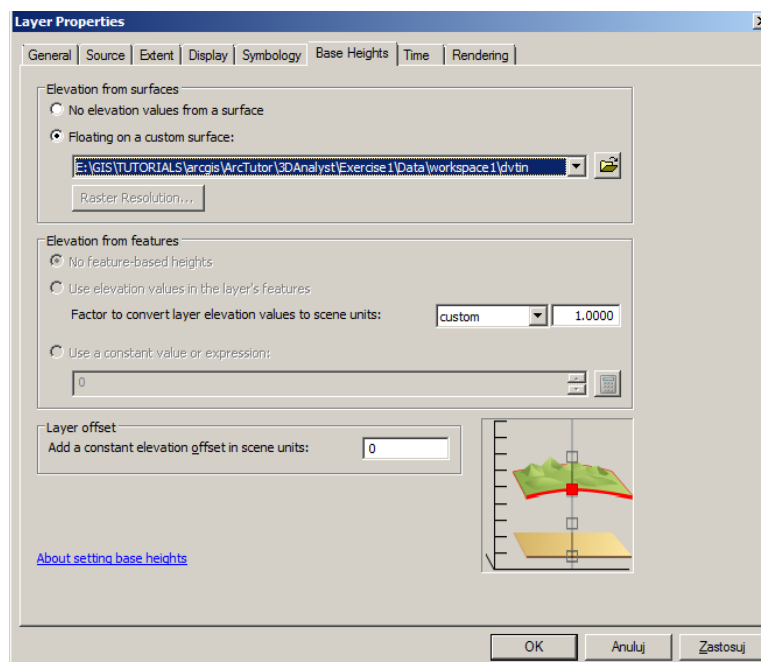 Layer Properties
General Source Extent Display Symbology Base Heights Time Rendering
Elevation from surfaces
No elevation values from a surface
Floating on a custom surface:
E:\GIS\TUTORIALS\arcgis\ArcTutor\3DAnalyst\Exercise1\Data\workspace1\dvtin
Raster Resolution...
Elevation from features
No feature-based heights
Use elevation values in the layer's features
Factor to convert layer elevation values to scene units: custom 1.0000
Use a constant value or expression:
0
Layer offset
Add a constant elevation offset in scene units: 0
About setting base heights
OK Anuluj Zastosuj